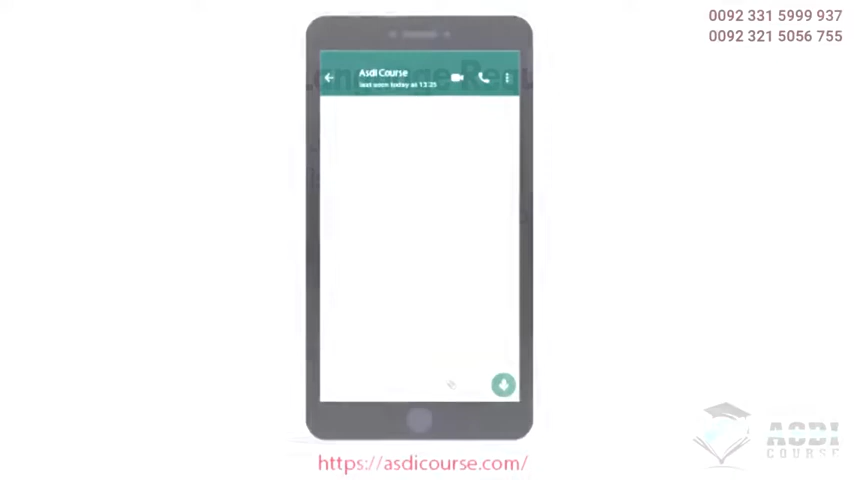 0092 331 5999 937
0092 321 5056 755
Asdi Course
last seen today at 13:25
https://asdicourse.com/
ASDI
COURSE